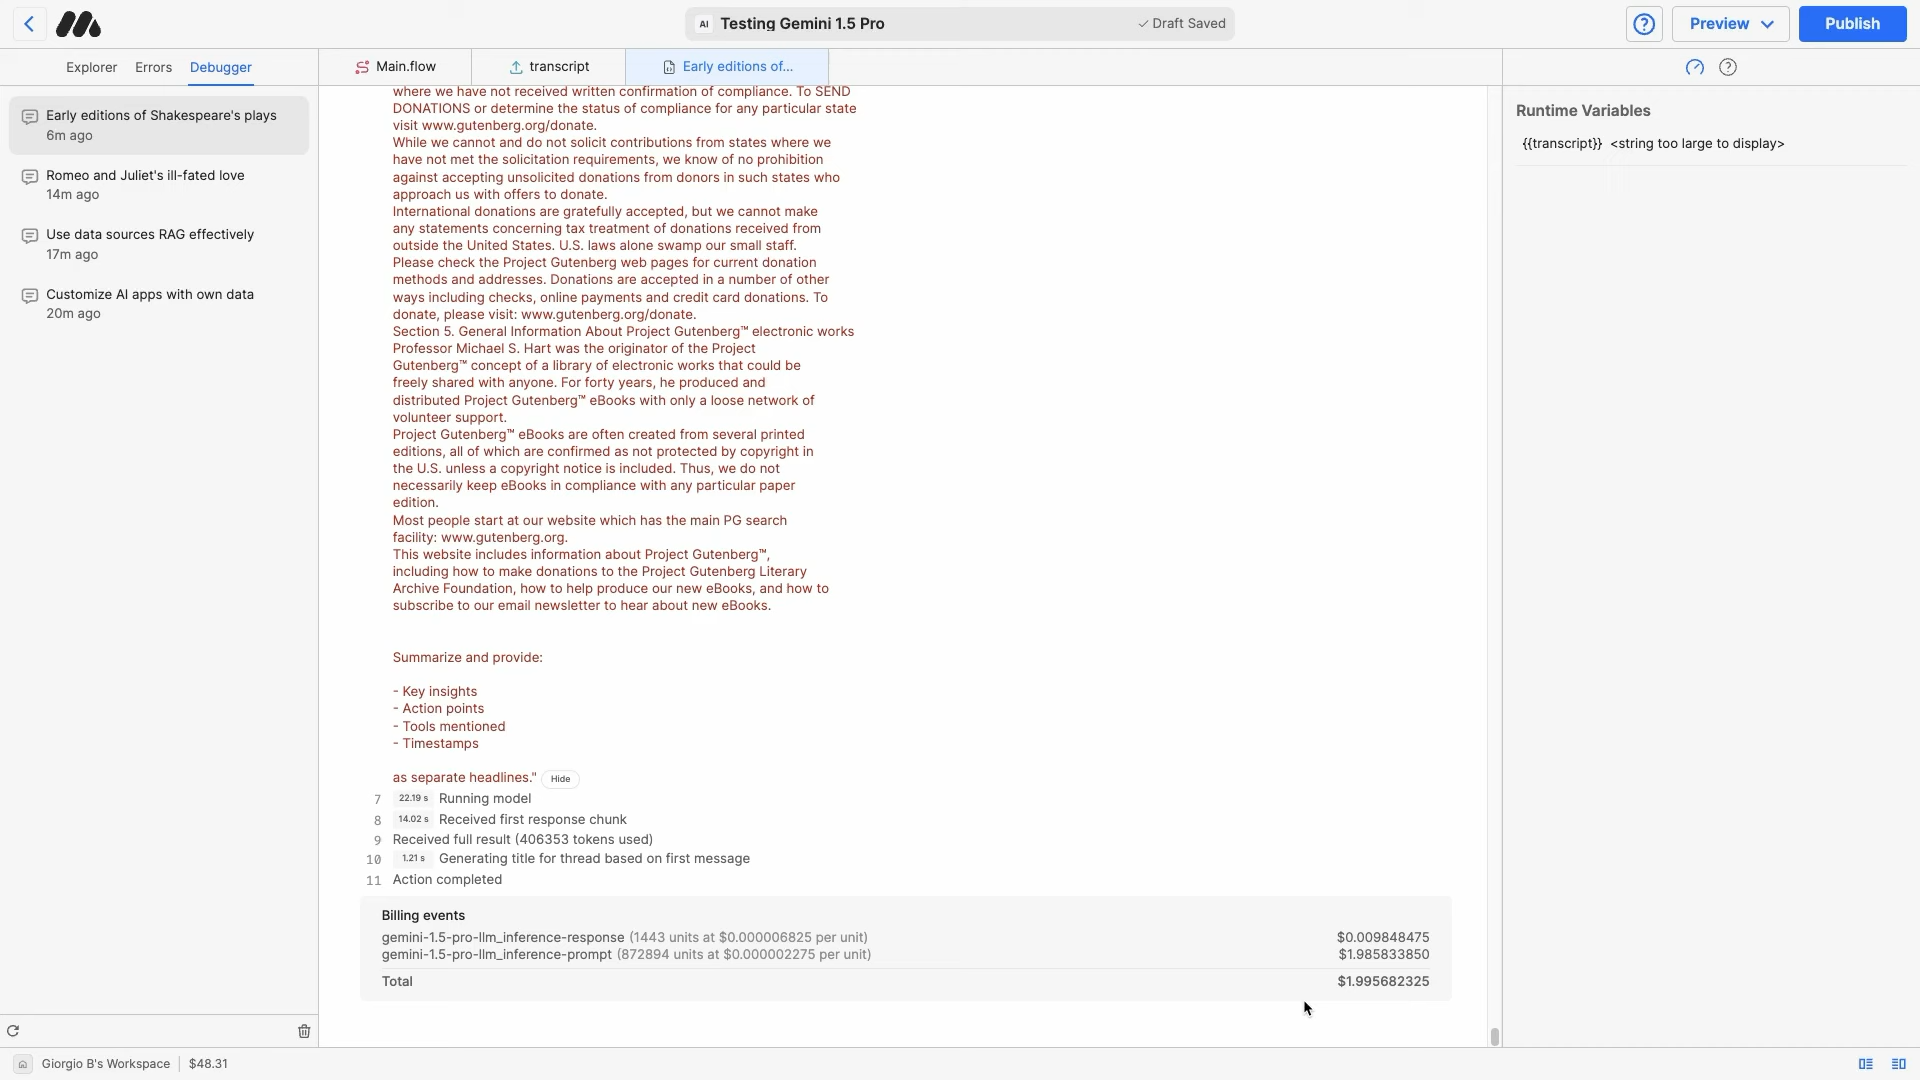 AI Testing Gemini 1.5 Pro
Draft Saved
Preview
Publish
Explorer
Errors
Debugger
Main.flow
transcript
Early editions of...
Early editions of Shakespeare's plays
6m ago
Romeo and Juliet's ill-fated love
14m ago
Use data sources RAG effectively
17m ago
Customize AI apps with own data
20m ago
where we have not received written confirmation of compliance. To SEND
DONATIONS or determine the status of compliance for any particular state
visit www.gutenberg.org/donate.
While we cannot and do not solicit contributions from states where we
have not met the solicitation requirements, we know of no prohibition
against accepting unsolicited donations from donors in such states who
approach us with offers to donate.
International donations are gratefully accepted, but we cannot make
any statements concerning tax treatment of donations received from
outside the United States. U.S. laws alone swamp our small staff.
Please check the Project Gutenberg web pages for current donation
methods and addresses. Donations are accepted in a number of other
ways including checks, online payments and credit card donations. To
donate, please visit: www.gutenberg.org/donate.
Section 5. General Information About Project Gutenberg™ electronic works
Professor Michael S. Hart was the originator of the Project
Gutenberg™ concept of a library of electronic works that could be
freely shared with anyone. For forty years, he produced and
distributed Project Gutenberg™ eBooks with only a loose network of
volunteer support.
Project Gutenberg™ eBooks are often created from several printed
editions, all of which are confirmed as not protected by copyright in
the U.S. unless a copyright notice is included. Thus, we do not
necessarily keep eBooks in compliance with any particular paper
edition.
Most people start at our website which has the main PG search
facility: www.gutenberg.org.
This website includes information about Project Gutenberg™,
including how to make donations to the Project Gutenberg Literary
Archive Foundation, how to help produce our new eBooks, and how to
subscribe to our email newsletter to hear about new eBooks.
Summarize and provide:
- Key insights
- Action points
- Tools mentioned
- Timestamps
as separate headlines." Hide
7 22.19 s Running model
8 14.02 s Received first response chunk
9 Received full result (406353 tokens used)
10 1.21 s Generating title for thread based on first message
11 Action completed
Billing events
gemini-1.5-pro-llm_inference-response (1443 units at $0.000006825 per unit) $0.009848475
gemini-1.5-pro-llm_inference-prompt (872894 units at $0.000002275 per unit) $1.985833850
Total $1.995682325
Runtime Variables
{{transcript}} <string too large to display>
Giorgio B's Workspace
$48.31